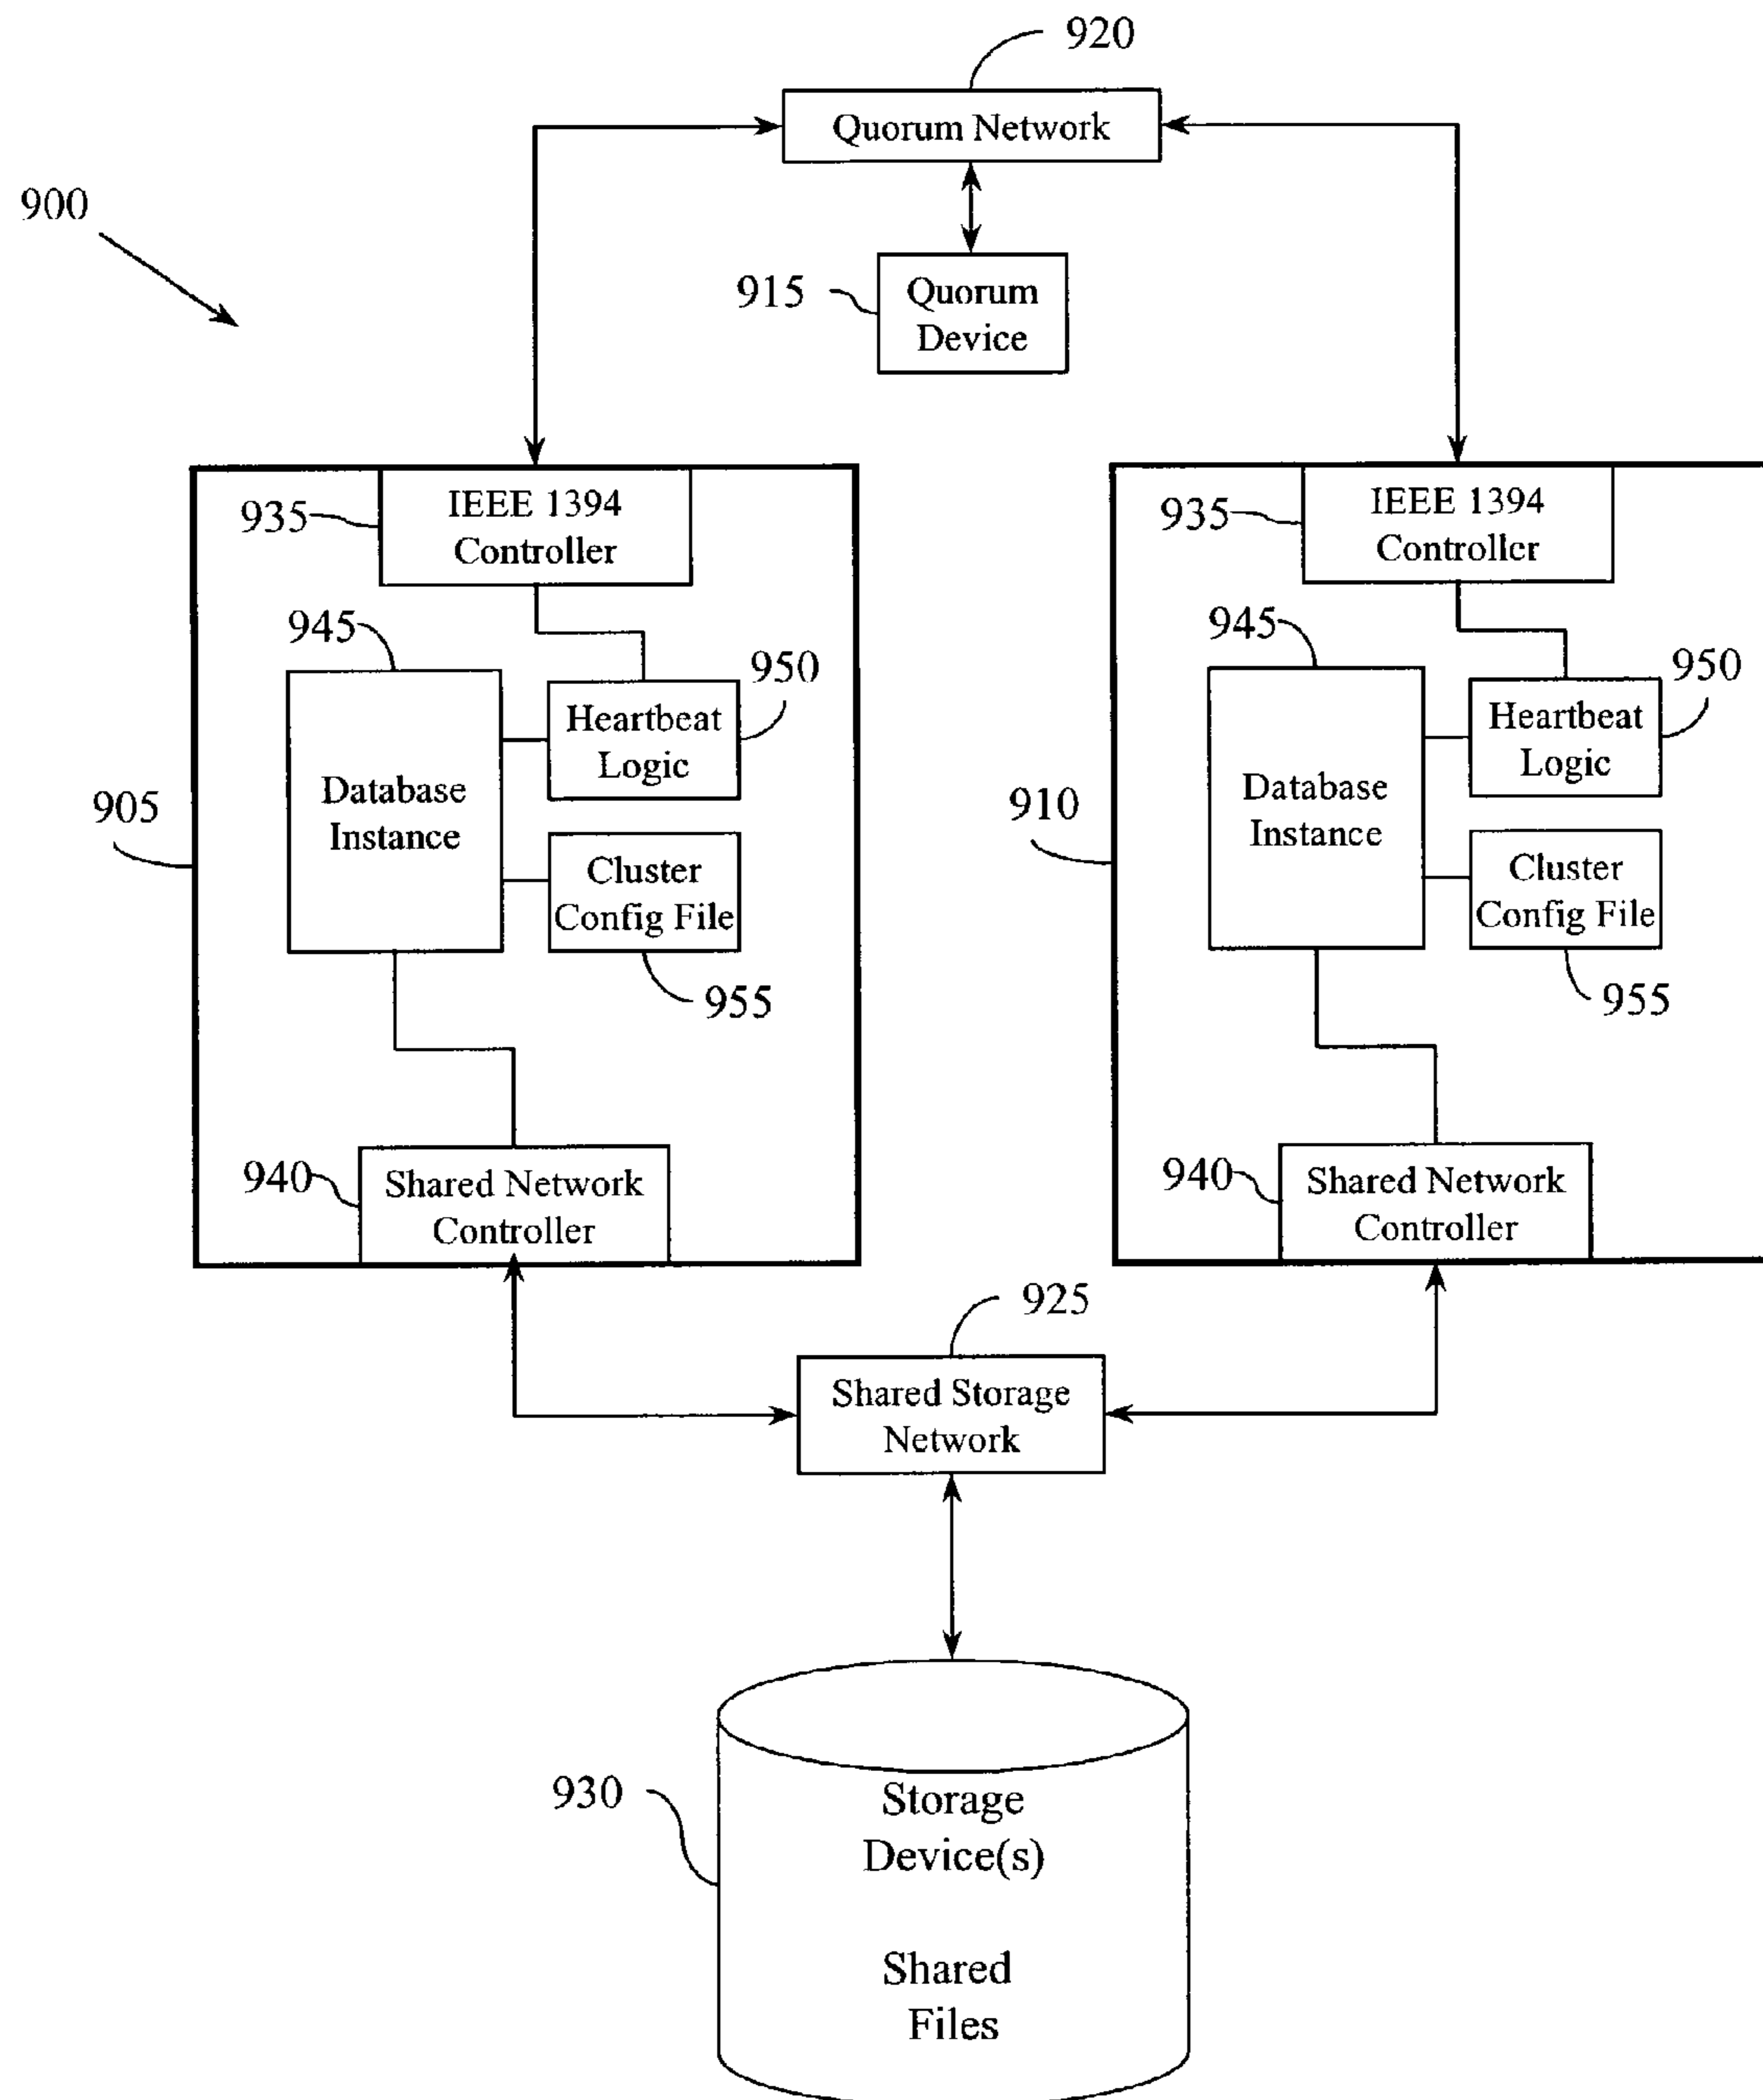 920
Quorum Network
900
915
Quorum
Device
935
IEEE 1394
Controller
945
950
Heartbeat
Logic
Database
Instance
905
Cluster
Config File
955
940
Shared Network
Controller
935
IEEE 1394
Controller
945
950
Heartbeat
Logic
Database
Instance
910
Cluster
Config File
955
940
Shared Network
Controller
925
Shared Storage
Network
930
Storage
Device(s)
Shared
Files